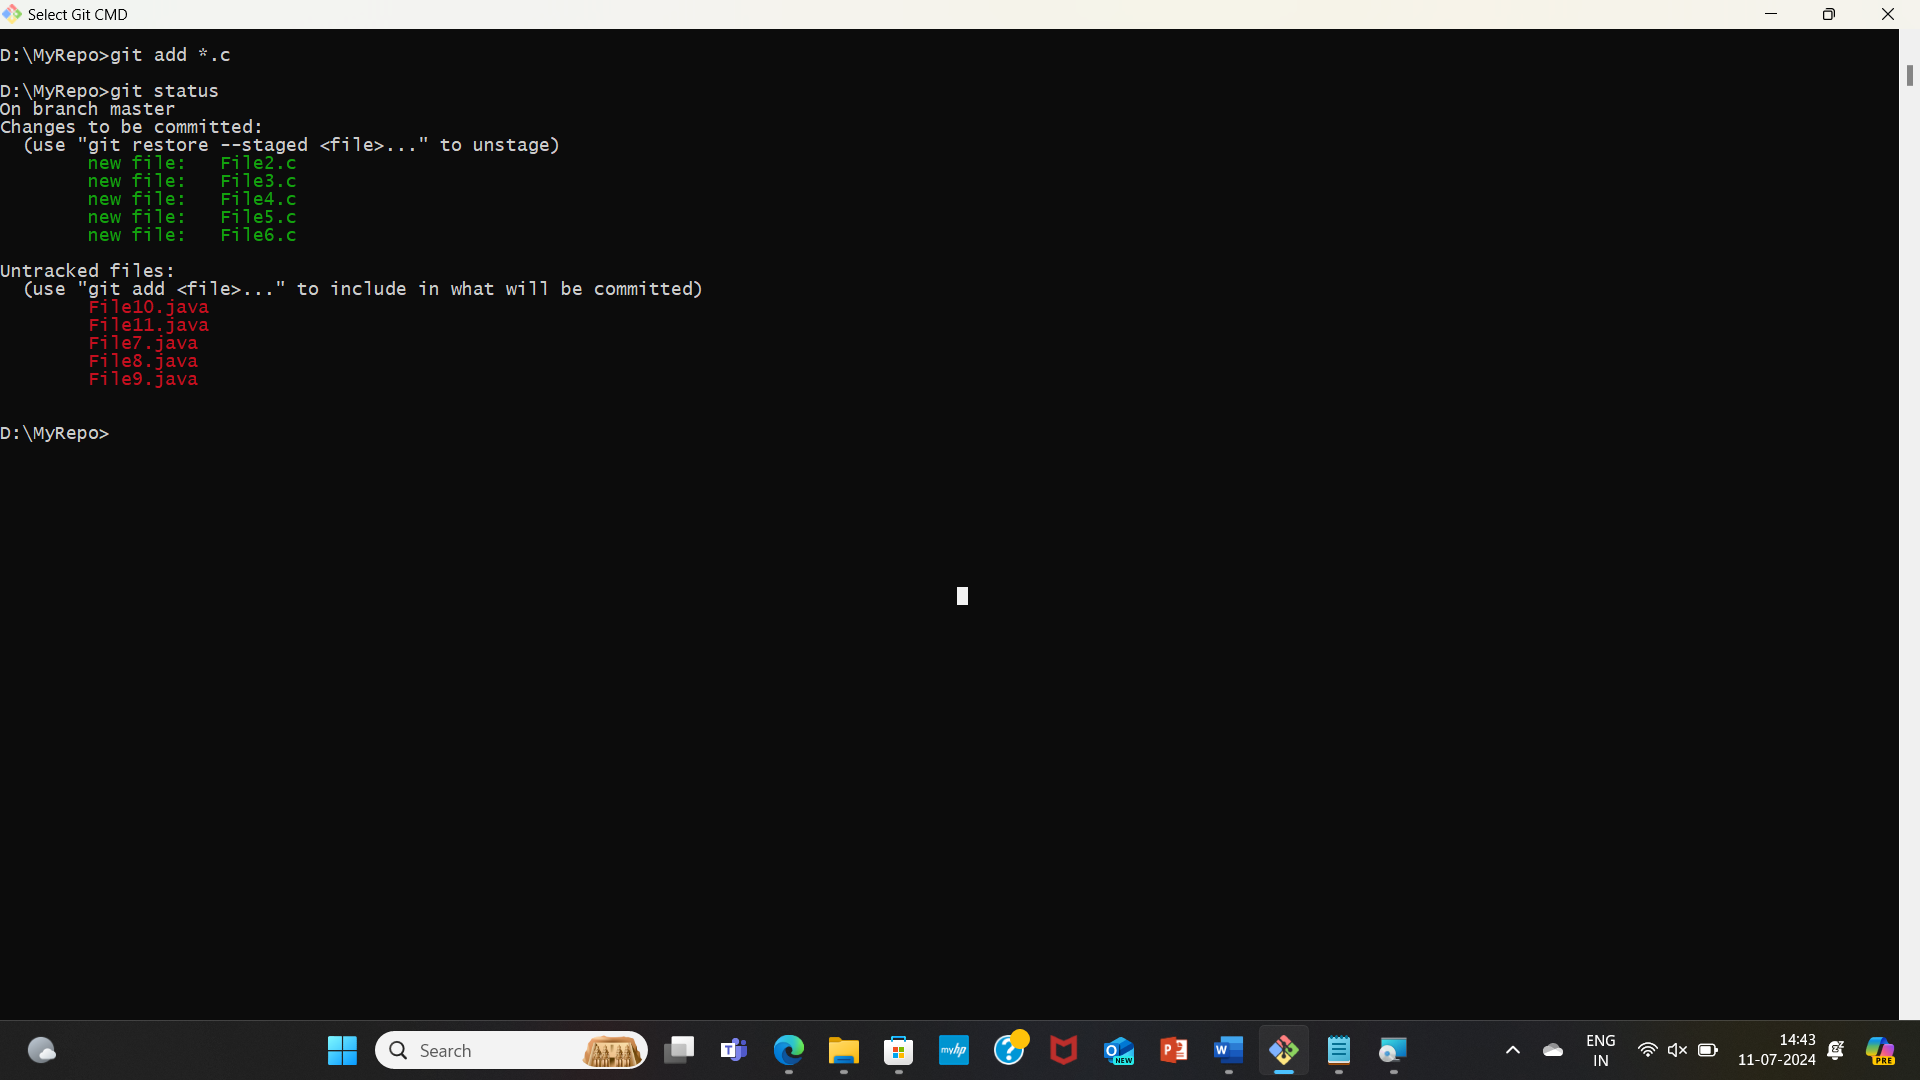 Select Git CMD
D:\MyRepo>git add *.c
D:\MyRepo>git status
On branch master
Changes to be committed:
  (use "git restore --staged <file>..." to unstage)
        new file:   File2.c
        new file:   File3.c
        new file:   File4.c
        new file:   File5.c
        new file:   File6.c
Untracked files:
  (use "git add <file>..." to include in what will be committed)
        File10.java
        File11.java
        File7.java
        File8.java
        File9.java
D:\MyRepo>
Search
myhp
NEW
ENG
IN
14:43
11-07-2024
PRE